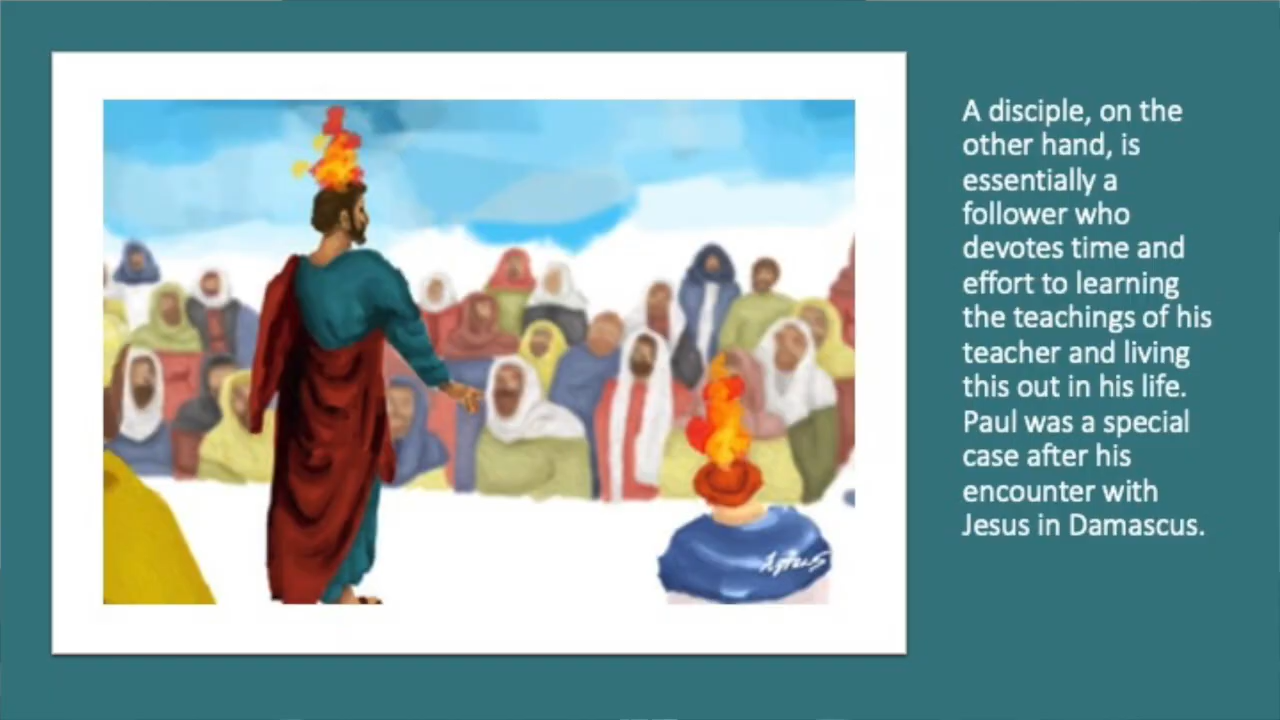 A disciple, on the
other hand, is
essentially a
follower who
devotes time and
effort to learning
the teachings of his
teacher and living
this out in his life.
Paul was a special
case after his
encounter with
Jesus in Damascus.